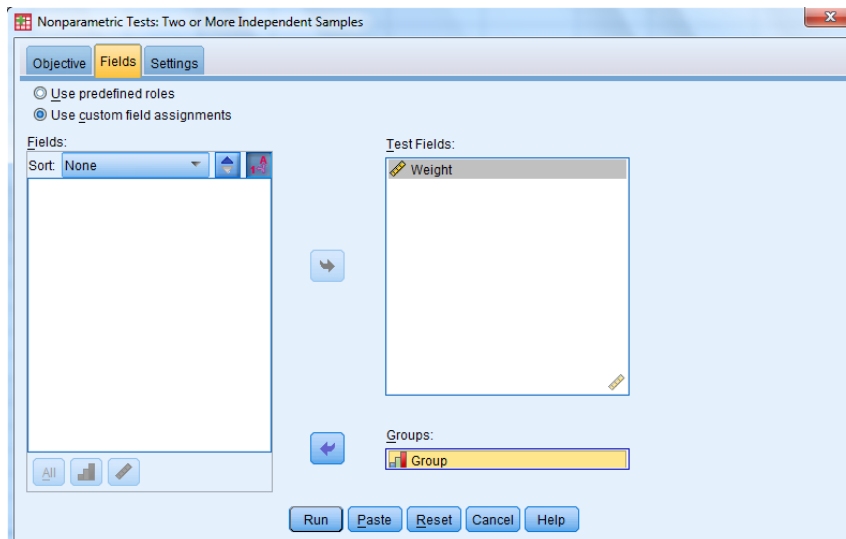 Nonparametric Tests: Two or More Independent Samples
Objective Fields Settings
Use predefined roles
Use custom field assignments
Fields:
Sort: None
Test Fields:
Weight
Groups:
Group
All
Run Paste Reset Cancel Help